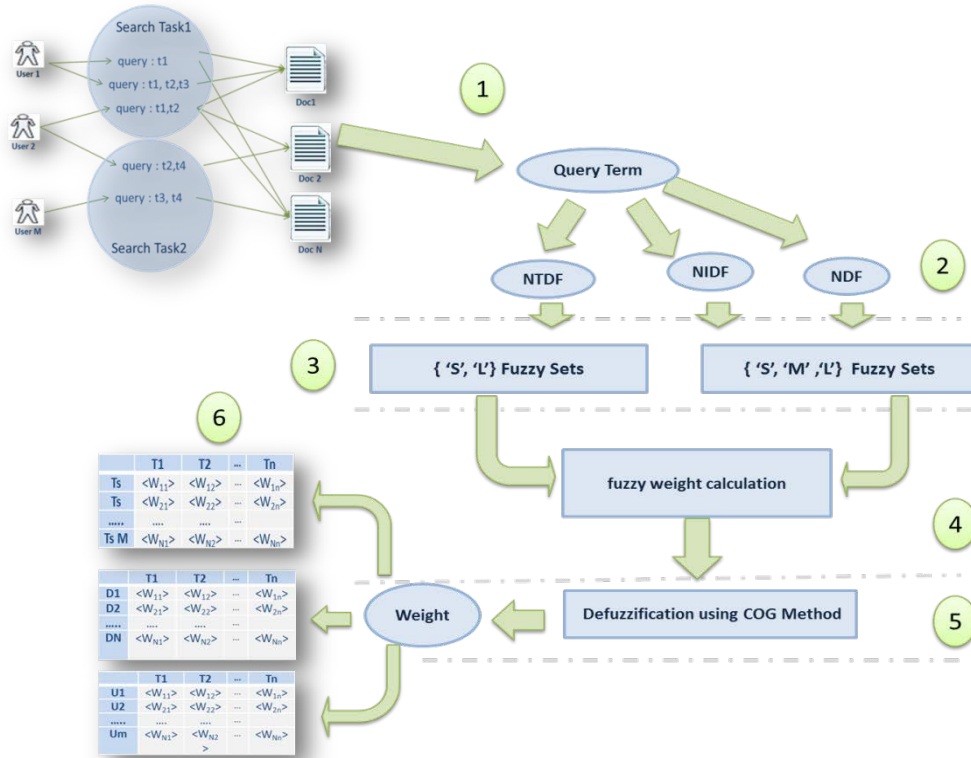 Search Task1
User 1
query : t1
query : t1, t2,t3
query : t1,t2
User 2
query : t2,t4
query : t3, t4
User M
Search Task2
Doc1
Doc 2
Doc N
1
Query Term
NTDF
NIDF
NDF
2
3
{ ‘S’, ‘L’} Fuzzy Sets
{ ‘S’, ‘M’ ,‘L’} Fuzzy Sets
fuzzy weight calculation
4
Defuzzification using COG Method
5
Weight
6
T1 T2 ... Tn
Ts <W11> <W12> ... <W1n>
Ts <W21> <W22> ... <W2n>
..... .... .... ...
Ts M <WN1> <WN2> ... <WNn>
T1 T2 ... Tn
D1 <W11> <W12> ... <W1n>
D2 <W21> <W22> ... <W2n>
..... .... .... ...
DN <WN1> <WN2> ... <WNn>
T1 T2 ... Tn
U1 <W11> <W12> ... <W1n>
U2 <W21> <W22> ... <W2n>
..... .... .... ...
Um <WN1> <WN2 ... <WNn>
>